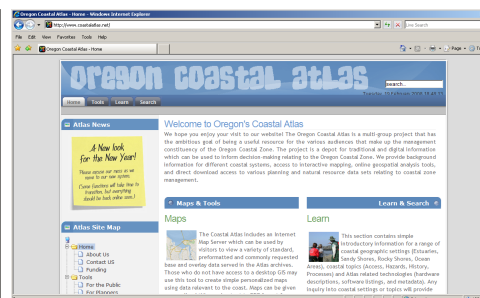 Oregon Coastal Atlas - Home - Windows Internet Explorer
http://www.coastalatlas.net/
Live Search
File Edit View Favorites Tools Help
Oregon Coastal Atlas - Home
Page
oregon coastal atlas
search...
Home Tools Learn Search
Atlas News
A New look
for the New Year!
Please excuse our mess as we
move to our new system.
(Some functions will take time to
transition, but everything
should be back online soon.)
Atlas Site Map
Home
About Us
Contact US
Funding
Tools
For the Public
For Planners
Welcome to Oregon's Coastal Atlas
We hope you enjoy your visit to our website! The Oregon Coastal Atlas is a multi-group project that has
the ambitious goal of being a useful resource for the various audiences that make up the management
constituency of the Oregon Coastal Zone. The project is a depot for traditional and digital information
which can be used to inform decision-making relating to the Oregon Coastal Zone. We provide background
information for different coastal systems, access to interactive mapping, online geospatial analysis tools,
and direct download access to various planning and natural resource data sets relating to coastal zone
management.
Maps & Tools
Maps
The Coastal Atlas includes an Internet
Map Server which can be used by
visitors to view a variety of standard,
preformatted and commonly requested
base and overlay data served in the Atlas archives.
Those who do not have access to a desktop GIS may
use this tool to create simple personalized maps
using data relevant to the coast. Maps can be given
Learn & Search
Learn
This section contains simple
introductory information for a range of
coastal geographic settings (Estuaries,
Sandy Shores, Rocky Shores, Ocean
Areas), coastal topics (Access, Hazards, History,
Processes) and Atlas related technologies (hardware
descriptions, software listings, and metadata). Any
inquiry into coastal settings or topics will provide